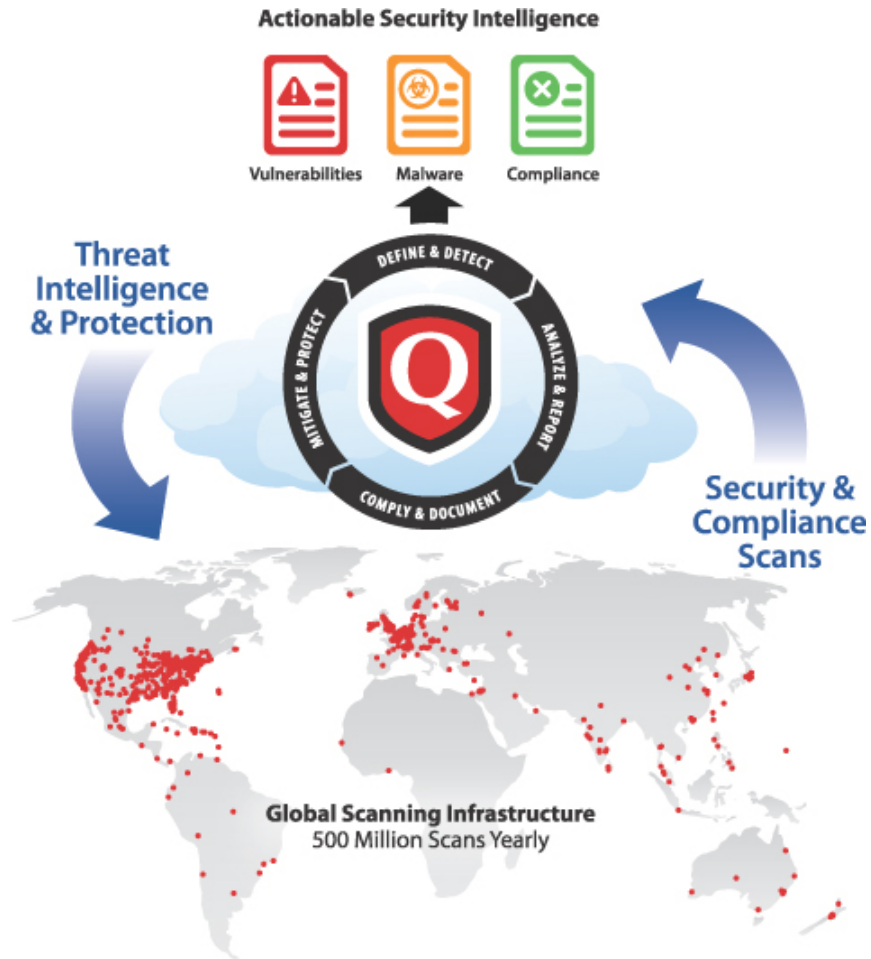 Actionable Security Intelligence
Vulnerabilities
Malware
Compliance
Threat
Intelligence
& Protection
DEFINE & DETECT
ANALYZE & REPORT
COMPLY & DOCUMENT
MITIGATE & PROTECT
Q
Security &
Compliance
Scans
Global Scanning Infrastructure
500 Million Scans Yearly